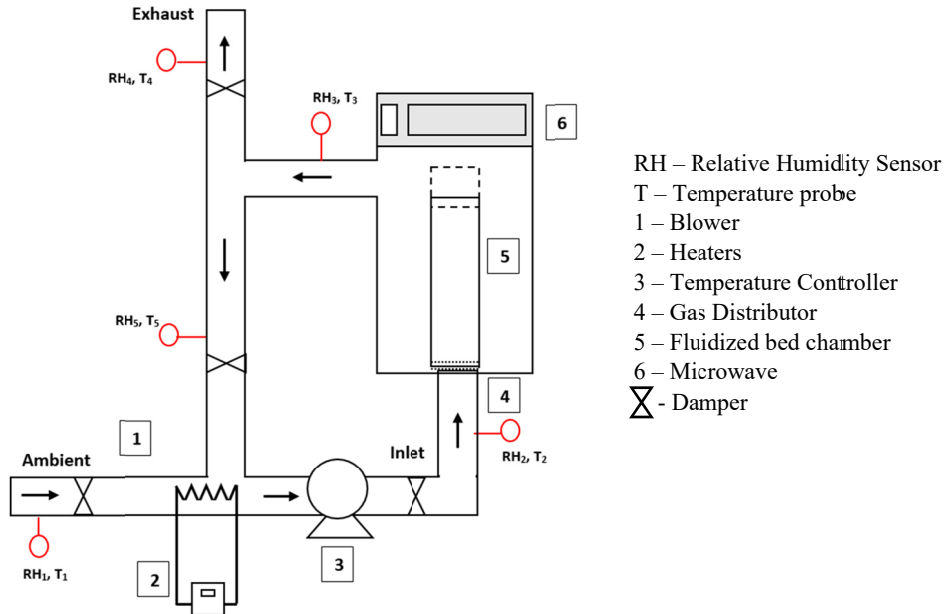 Exhaust
RH₄, T₄
RH₃, T₃
6
5
RH₅, T₅
4
1
Inlet
RH₂, T₂
Ambient
RH₁, T₁
2
3
RH – Relative Humidity Sensor
T – Temperature probe
1 – Blower
2 – Heaters
3 – Temperature Controller
4 – Gas Distributor
5 – Fluidized bed chamber
6 – Microwave
- Damper